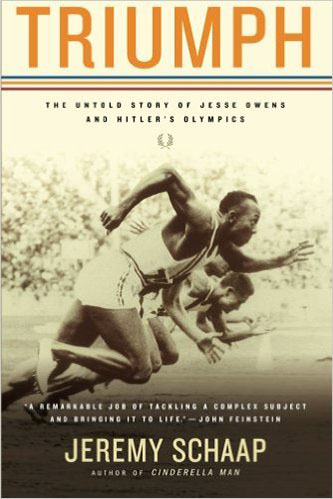 TRIUMPH
THE UNTOLD STORY OF JESSE OWENS
AND HITLER'S OLYMPICS
"A REMARKABLE JOB OF TACKLING A COMPLEX SUBJECT
AND BRINGING IT TO LIFE."—JOHN FEINSTEIN
JEREMY SCHAAP
AUTHOR OF CINDERELLA MAN